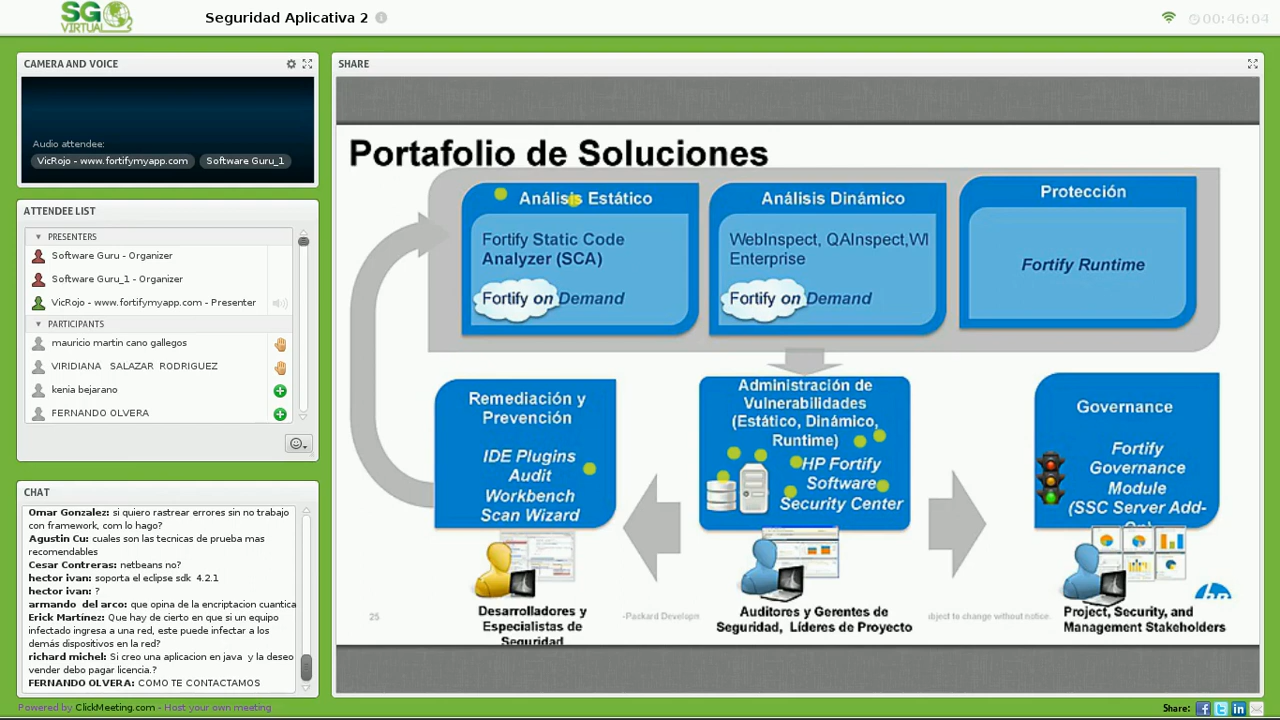 SG
VIRTUAL
Seguridad Aplicativa 2
00:46:04
CAMERA AND VOICE
Audio attendee:
VicRojo - www.fortifymyapp.com
Software Guru_1
ATTENDEE LIST
PRESENTERS
Software Guru - Organizer
Software Guru_1 - Organizer
VicRojo - www.fortifymyapp.com - Presenter
PARTICIPANTS
mauricio martin cano gallegos
VIRIDIANA SALAZAR RODRIGUEZ
kenia bejarano
FERNANDO OLVERA
CHAT
Omar Gonzalez: si quiero rastrear errores sin no trabajo
con framework, com lo hago?
Agustin Cu: cuales son las tecnicas de prueba mas
recomendables
Cesar Contreras: netbeans no?
hector ivan: soporta el eclipse sdk 4.2.1
hector ivan: ?
armando del arco: que opina de la encriptacion cuantica
Erick Martinez: Que hay de cierto en que si un equipo
infectado ingresa a una red, este puede infectar a los
demás dispositivos en la red?
richard michel: Si creo una aplicacion en java y la deseo
vender debo pagar licencia.?
FERNANDO OLVERA: COMO TE CONTACTAMOS
SHARE
Portafolio de Soluciones
Análisis Estático
Fortify Static Code
Analyzer (SCA)
Fortify on Demand
Análisis Dinámico
WebInspect, QAInspect,WI
Enterprise
Fortify on Demand
Protección
Fortify Runtime
Remediación y
Prevención
IDE Plugins
Audit
Workbench
Scan Wizard
Administración de
Vulnerabilidades
(Estático, Dinámico,
Runtime)
HP Fortify
Software
Security Center
Governance
Fortify
Governance
Module
(SSC Server Add-
On)
Desarrolladores y
Especialistas de
Seguridad
Auditores y Gerentes de
Seguridad, Líderes de Proyecto
Project, Security, and
Management Stakeholders
25
-Packard Developm
bject to change without notice.
hp
Powered by ClickMeeting.com - Host your own meeting
Share: